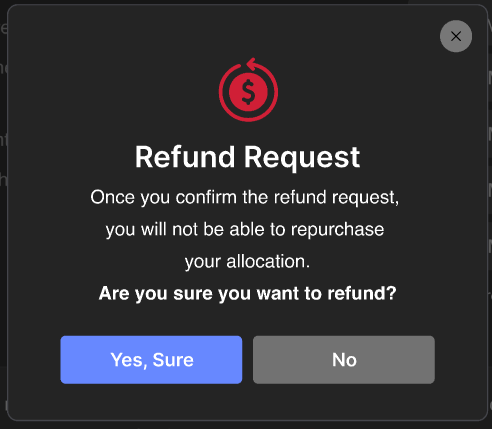 Refund Request
Once you confirm the refund request,
you will not be able to repurchase
your allocation.
Are you sure you want to refund?
Yes, Sure
No